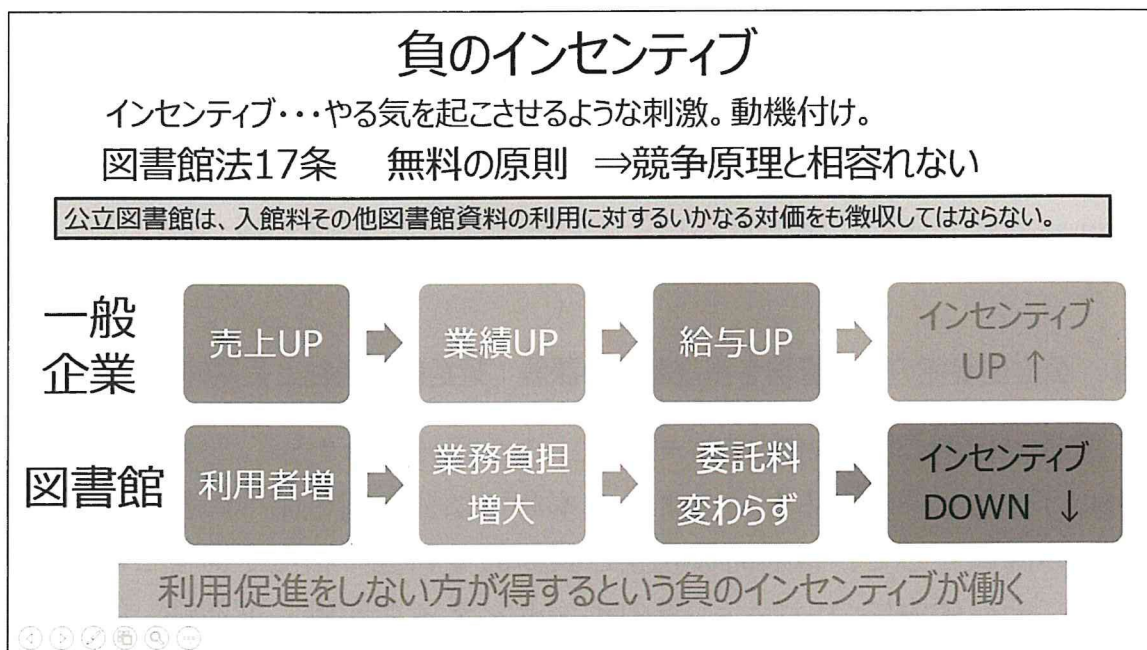 負のインセンティブ
インセンティブ・・・やる気を起こさせるような刺激。動機付け。
図書館法17条　無料の原則　⇒競争原理と相容れない
公立図書館は、入館料その他図書館資料の利用に対するいかなる対価をも徴収してはならない。
一般
企業
売上UP
業績UP
給与UP
インセンティブ
UP ↑
図書館
利用者増
業務負担
増大
委託料
変わらず
インセンティブ
DOWN ↓
利用促進をしない方が得するという負のインセンティブが働く